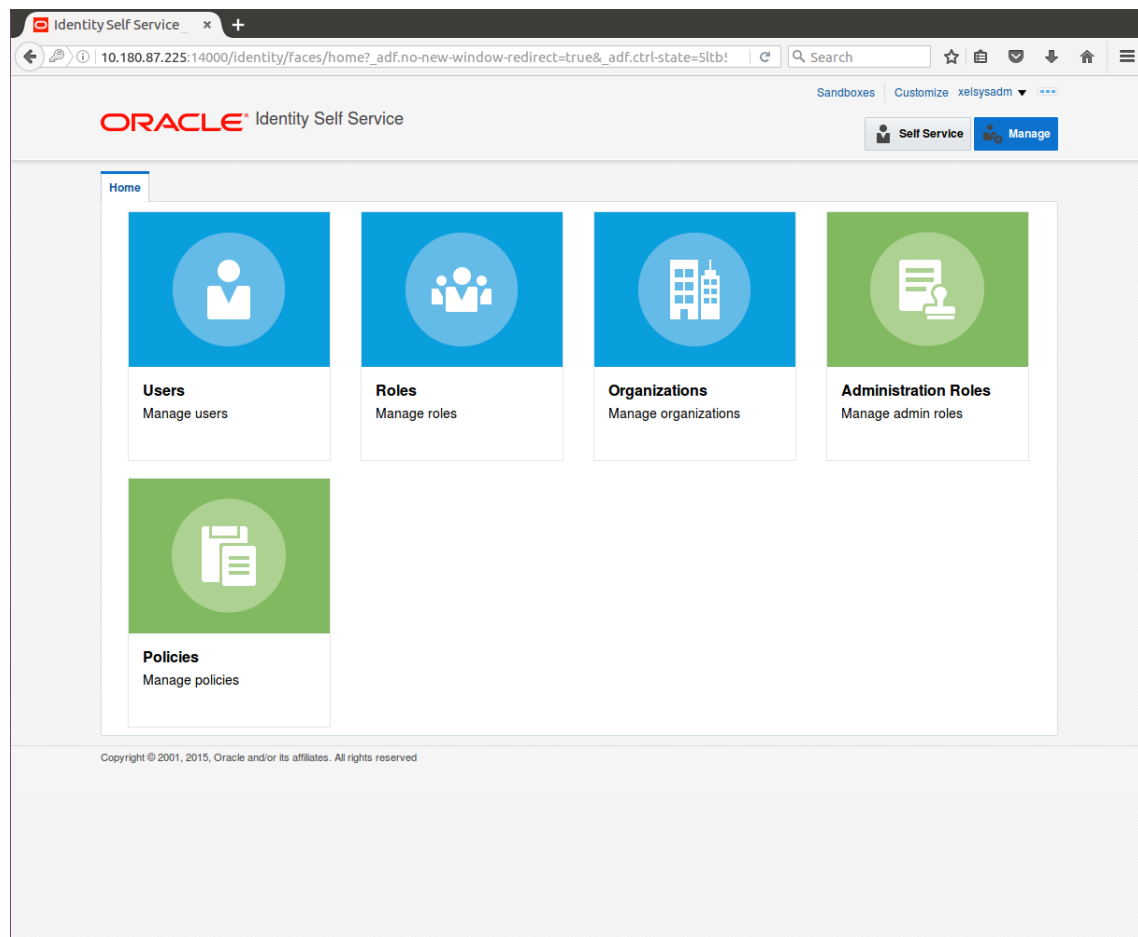 Identity Self Service _
10.180.87.225:14000/identity/faces/home?_adf.no-new-window-redirect=true&_adf.ctrl-state=5ltb
Search
Sandboxes Customize xelsysadm
ORACLE® Identity Self Service
Self Service Manage
Home
Users
Manage users
Roles
Manage roles
Organizations
Manage organizations
Administration Roles
Manage admin roles
Policies
Manage policies
Copyright © 2001, 2015, Oracle and/or its affiliates. All rights reserved